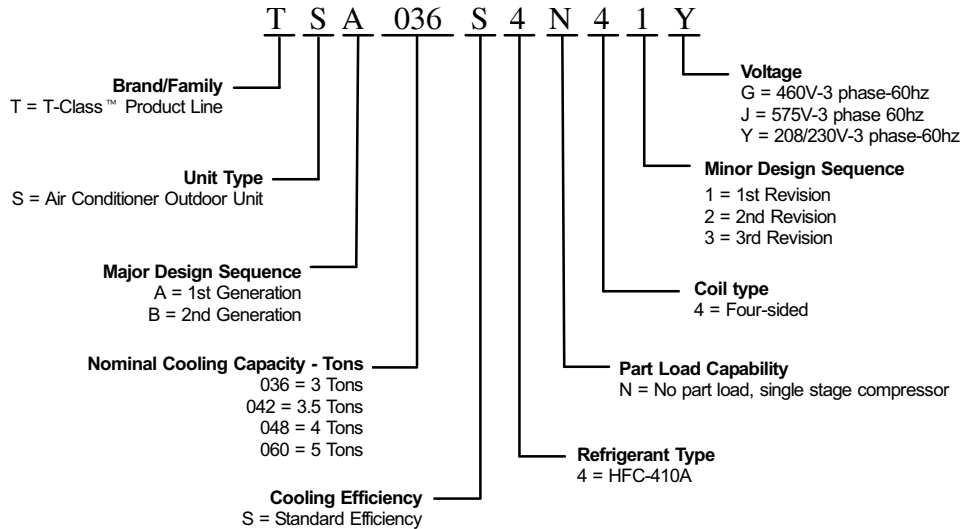 T S A 036 S 4 N 4 1 Y
Brand/Family
T = T-Class™ Product Line
Unit Type
S = Air Conditioner Outdoor Unit
Major Design Sequence
A = 1st Generation
B = 2nd Generation
Nominal Cooling Capacity - Tons
036 = 3 Tons
042 = 3.5 Tons
048 = 4 Tons
060 = 5 Tons
Cooling Efficiency
S = Standard Efficiency
Voltage
G = 460V-3 phase-60hz
J = 575V-3 phase 60hz
Y = 208/230V-3 phase-60hz
Minor Design Sequence
1 = 1st Revision
2 = 2nd Revision
3 = 3rd Revision
Coil type
4 = Four-sided
Part Load Capability
N = No part load, single stage compressor
Refrigerant Type
4 = HFC-410A